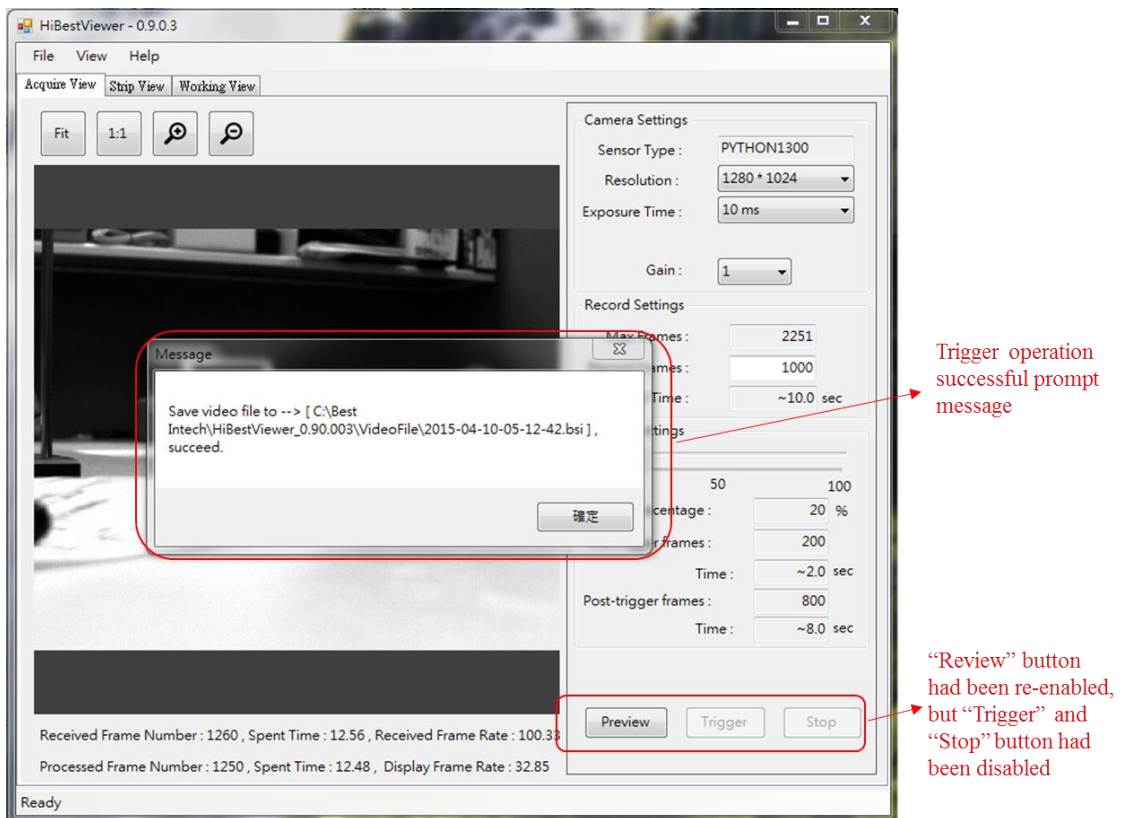 HiBestViewer - 0.9.0.3
File View Help
Acquire View Strip View Working View
Fit 1:1
Camera Settings
Sensor Type : PYTHON1300
Resolution : 1280 * 1024
Exposure Time : 10 ms
Gain : 1
Record Settings
Max Frames : 2251
ames : 1000
Time : ~10.0 sec
ttings
50 100
centage : 20 %
er frames : 200
Time : ~2.0 sec
Post-trigger frames : 800
Time : ~8.0 sec
Preview Trigger Stop
Message
Save video file to --> [ C:\Best
Intech\HiBestViewer_0.90.003\VideoFile\2015-04-10-05-12-42.bsi ] ,
succeed.
確定
Received Frame Number : 1260 , Spent Time : 12.56 , Received Frame Rate : 100.33
Processed Frame Number : 1250 , Spent Time : 12.48 , Display Frame Rate : 32.85
Ready
Trigger operation
successful prompt
message
“Review” button
had been re-enabled,
but “Trigger” and
“Stop” button had
been disabled